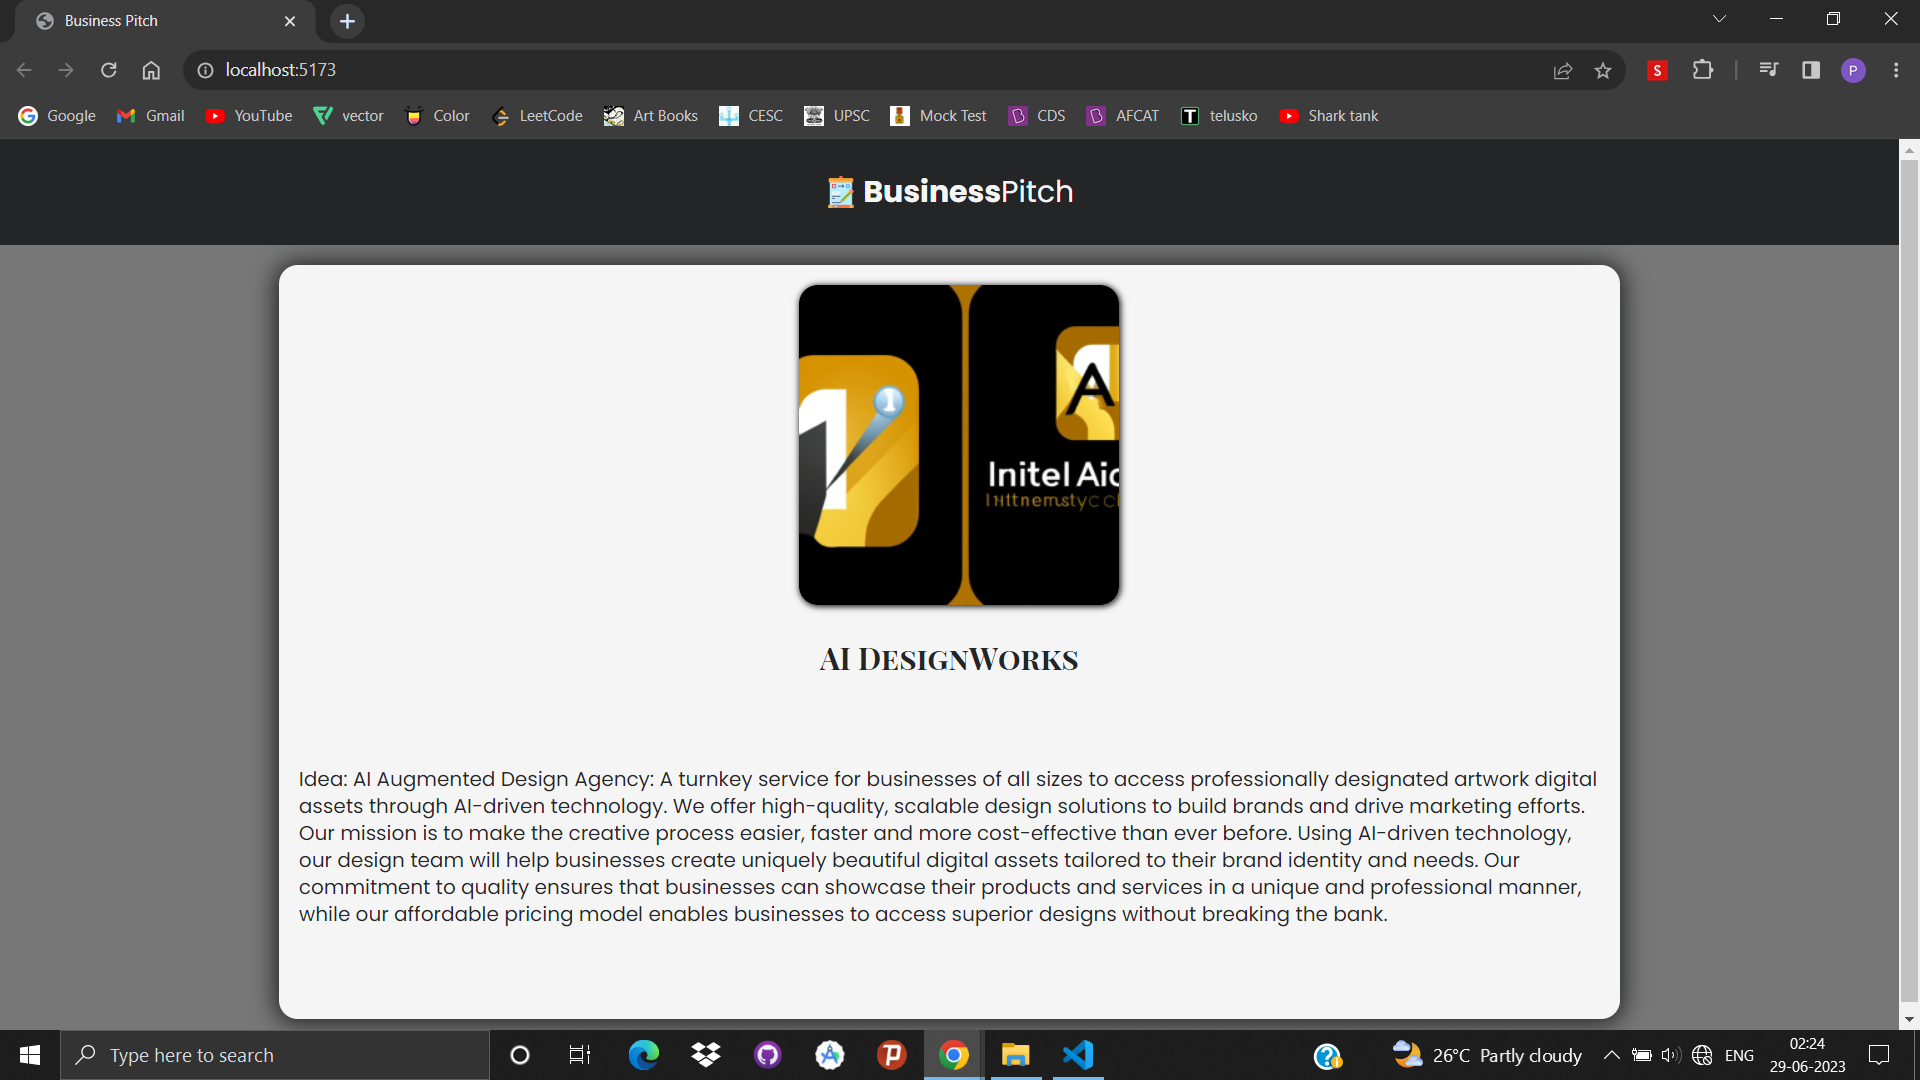 Business Pitch
localhost:5173
P
Google
Gmail
YouTube
vector
Color
LeetCode
Art Books
CESC
UPSC
Mock Test
CDS
AFCAT
telusko
Shark tank
BusinessPitch
1
A
Initel Aic
AI DesignWorks
Idea: AI Augmented Design Agency: A turnkey service for businesses of all sizes to access professionally designated artwork digital
assets through AI-driven technology. We offer high-quality, scalable design solutions to build brands and drive marketing efforts.
Our mission is to make the creative process easier, faster and more cost-effective than ever before. Using AI-driven technology,
our design team will help businesses create uniquely beautiful digital assets tailored to their brand identity and needs. Our
commitment to quality ensures that businesses can showcase their products and services in a unique and professional manner,
while our affordable pricing model enables businesses to access superior designs without breaking the bank.
Type here to search
26°C Partly cloudy
ENG
02:24
29-06-2023